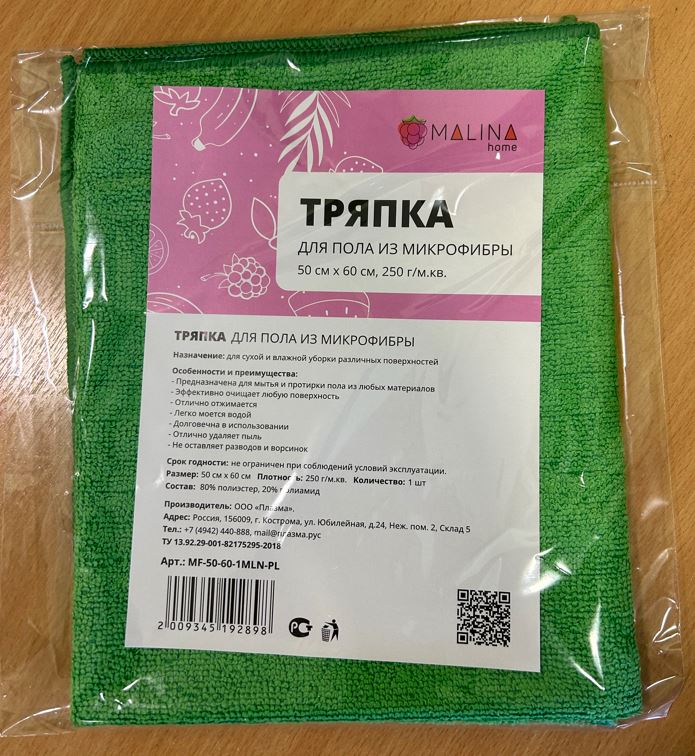 MALINA
home
ТРЯПКА
ДЛЯ ПОЛА ИЗ МИКРОФИБРЫ
50 см x 60 см, 250 г/м.кв.
ТРЯПКА ДЛЯ ПОЛА ИЗ МИКРОФИБРЫ
Назначение: для сухой и влажной уборки различных поверхностей
Особенности и преимущества:
- Предназначена для мытья и протирки пола из любых материалов
- Эффективно очищает любую поверхность
- Отлично отжимается
- Легко моется водой
- Долговечна в использовании
- Отлично удаляет пыль
- Не оставляет разводов и ворсинок
Срок годности: не ограничен при соблюдений условий эксплуатации.
Размер: 50 см x 60 см Плотность: 250 г/м.кв. Количество: 1 шт
Состав: 80% полиэстер, 20% полиамид
Производитель: ООО «Плазма».
Адрес: Россия, 156009, г. Кострома, ул. Юбилейная, д.24, Неж. пом. 2, Склад 5
Тел.: +7 (4942) 440-888,
ТУ 13.92.29-001-82175295-2018
Арт.: MF-50-60-1MLN-PL
2 009345 192898